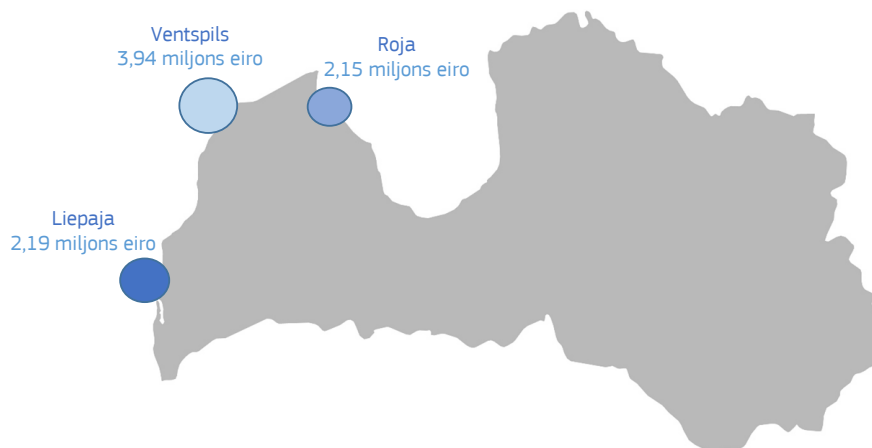 Ventspils
3,94 miljons eiro
Roja
2,15 miljons eiro
Liepaja
2,19 miljons eiro